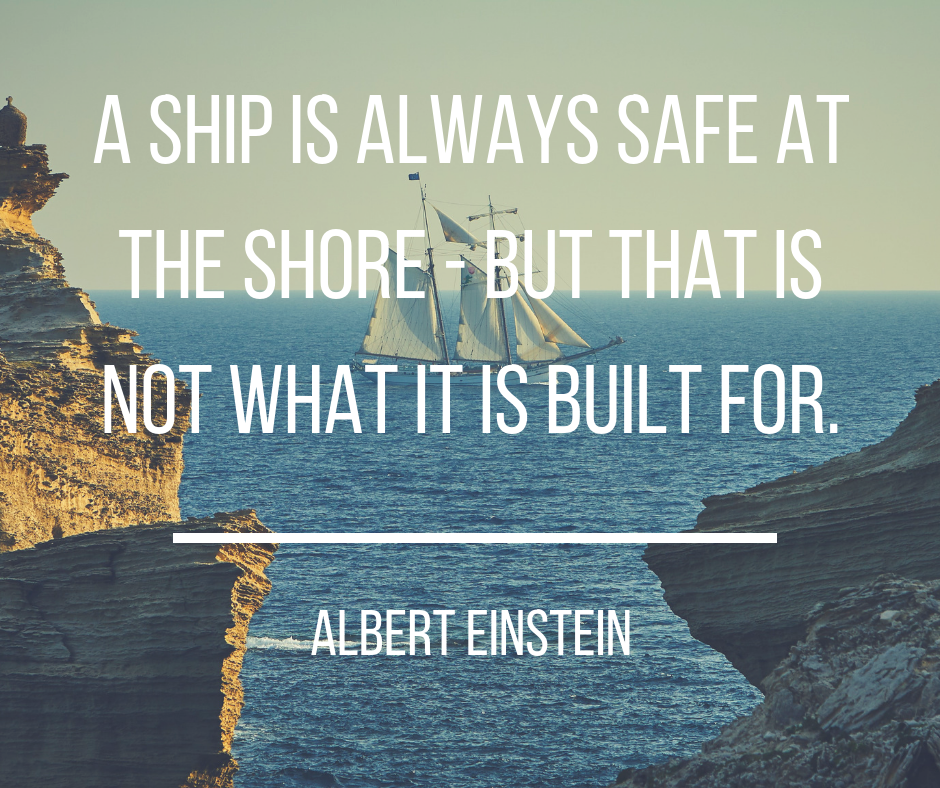 A SHIP IS ALWAYS SAFE AT
THE SHORE - BUT THAT IS
NOT WHAT IT IS BUILT FOR.
ALBERT EINSTEIN